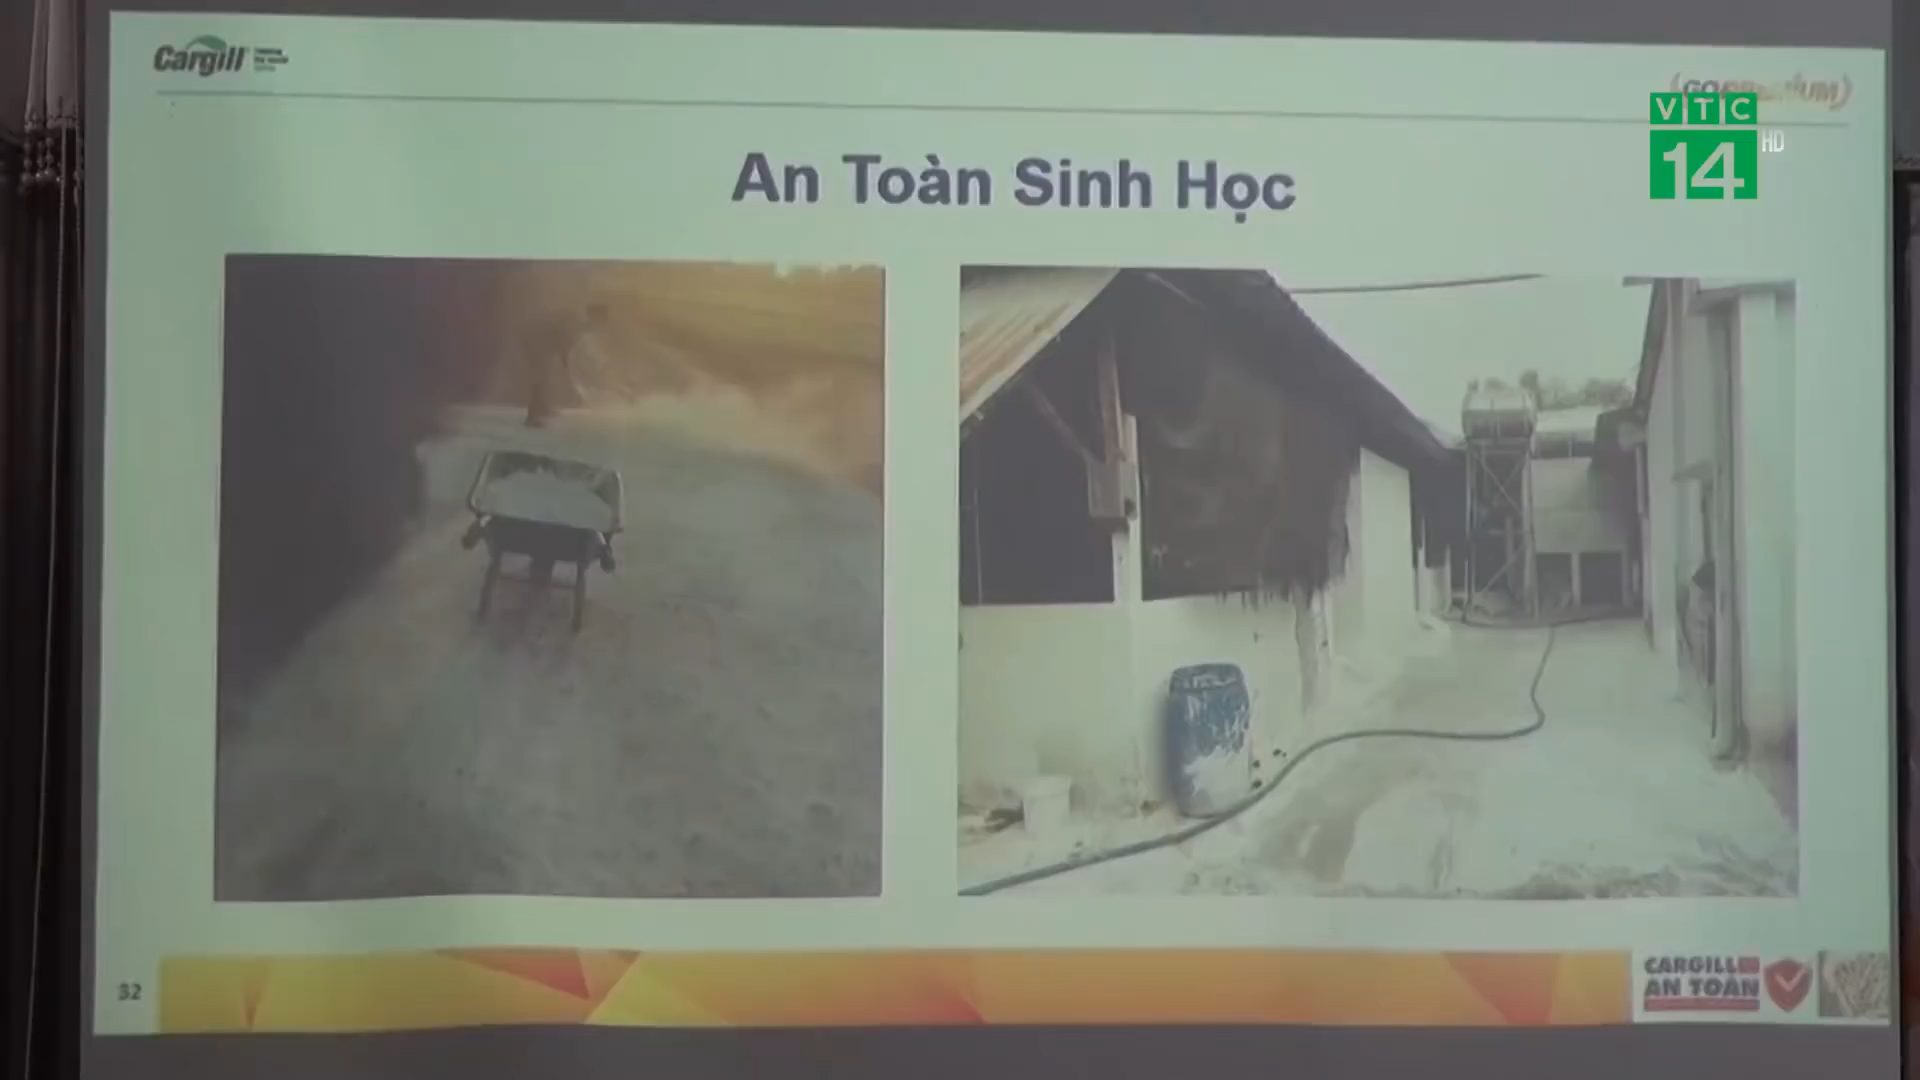 Cargill
VTC
14
HD
An Toàn Sinh Học
32
CARGILL
AN TOÀN